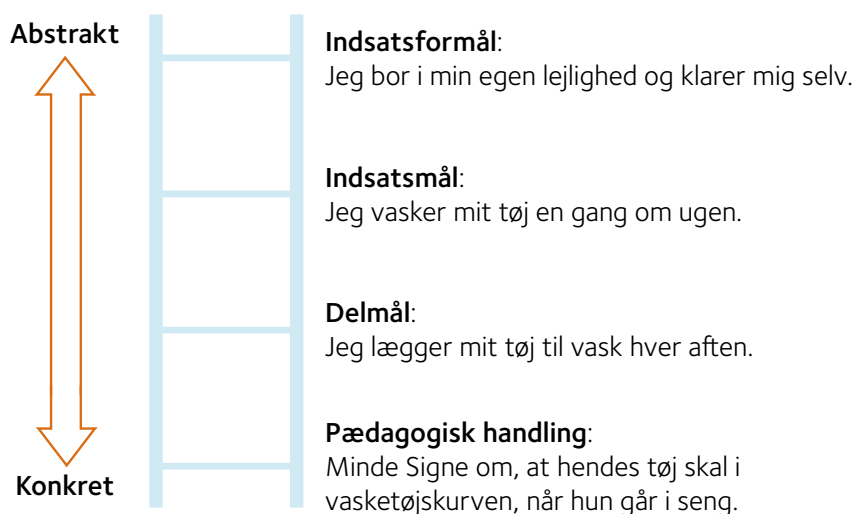 Abstrakt
Indsatsformål:
Jeg bor i min egen lejlighed og klarer mig selv.
Indsatsmål:
Jeg vasker mit tøj en gang om ugen.
Delmål:
Jeg lægger mit tøj til vask hver aften.
Pædagogisk handling:
Minde Signe om, at hendes tøj skal i
vasketøjskurven, når hun går i seng.
Konkret